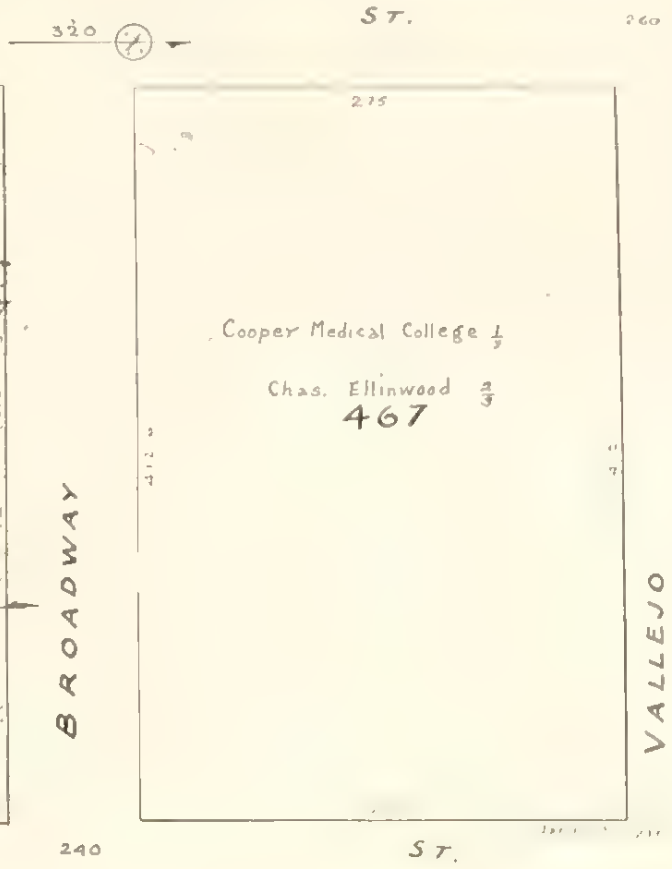 ST.
320
260
275
Cooper Medical College 1/3
Chas. Ellinwood 2/3
467
BROADWAY
VALLEJO
240
ST.